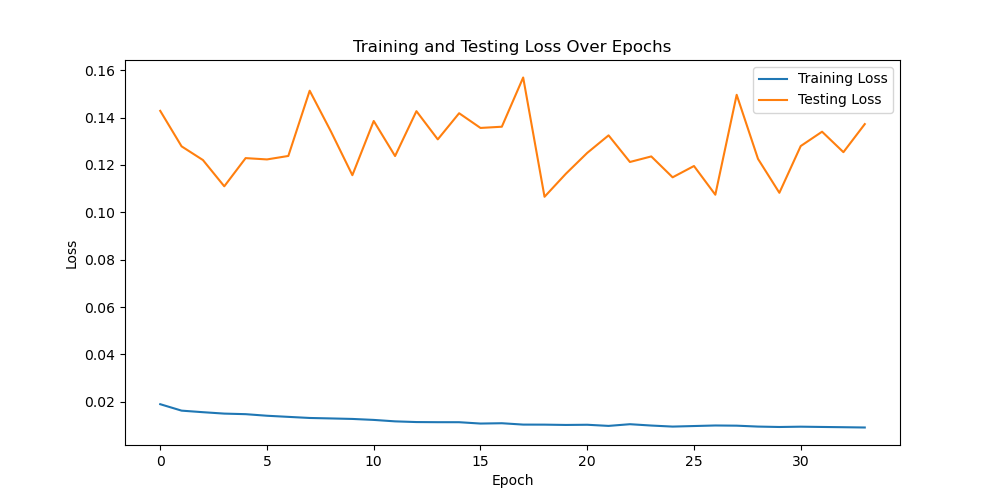 Training and Testing Loss Over Epochs
Training Loss
Testing Loss
0.16
0.14
0.12
0.10
0.08
0.06
0.04
0.02
Loss
0 5 10 15 20 25 30
Epoch